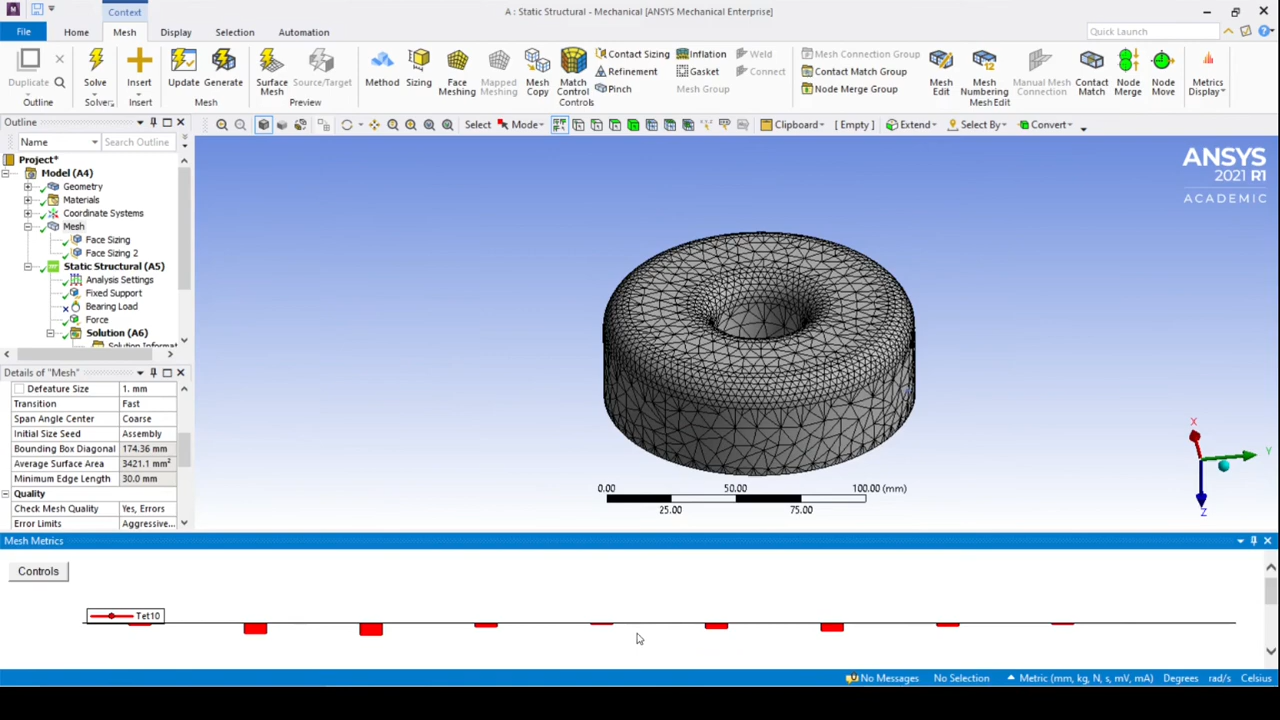 Context
A : Static Structural - Mechanical [ANSYS Mechanical Enterprise]
File Home Mesh Display Selection Automation Quick Launch
Duplicate Solve Insert Update Generate Surface Mesh Source/Target Method Sizing Face Meshing Mapped Meshing Mesh Copy Match Control
Contact Sizing Inflation Weld
Refinement Gasket Connect
Pinch Mesh Group
Mesh Connection Group
Contact Match Group
Node Merge Group
Mesh Edit Mesh Numbering Manual Mesh Connection Contact Match Node Merge Node Move Metrics Display
Outline Solver Insert Mesh Preview Controls Mesh Edit
Select Mode Clipboard [ Empty ] Extend Select By Convert
Outline
Name Search Outline
Project*
Model (A4)
Geometry
Materials
Coordinate Systems
Mesh
Face Sizing
Face Sizing 2
Static Structural (A5)
Analysis Settings
Fixed Support
Bearing Load
Force
Solution (A6)
Solution Informat
Details of "Mesh"
Defeature Size 1. mm
Transition Fast
Span Angle Center Coarse
Initial Size Seed Assembly
Bounding Box Diagonal 174.36 mm
Average Surface Area 3421.1 mm²
Minimum Edge Length 30.0 mm
Quality
Check Mesh Quality Yes, Errors
Error Limits Aggressive...
ANSYS
2021 R1
ACADEMIC
0.00 50.00 100.00 (mm)
25.00 75.00
X
Y
Z
Mesh Metrics
Controls
Tet10
No Messages No Selection Metric (mm, kg, N, s, mV, mA) Degrees rad/s Celsius